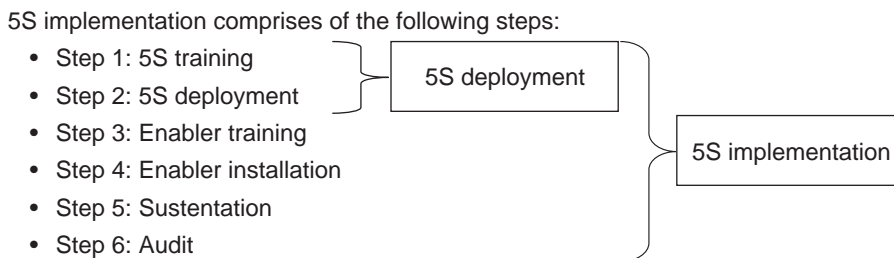 5S implementation comprises of the following steps:
• Step 1: 5S training
• Step 2: 5S deployment
• Step 3: Enabler training
• Step 4: Enabler installation
• Step 5: Sustentation
• Step 6: Audit
5S deployment
5S implementation